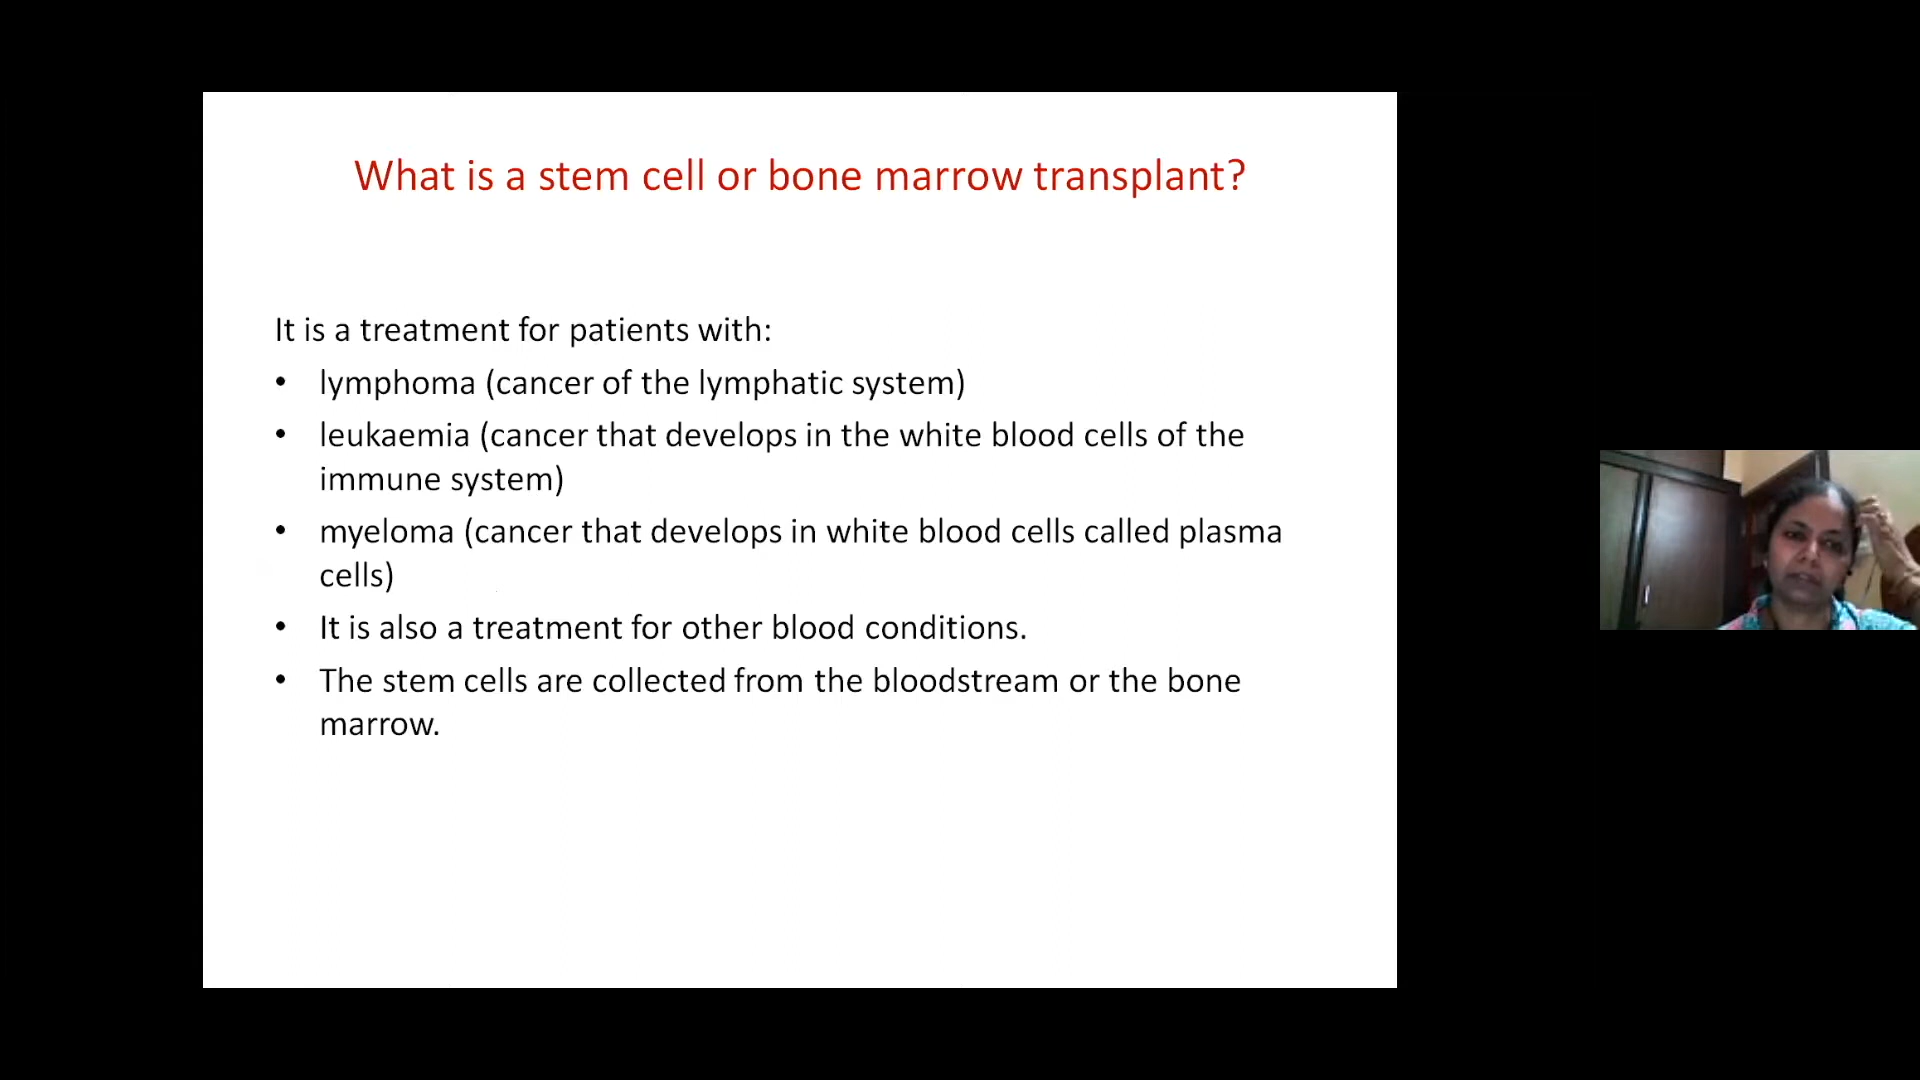 What is a stem cell or bone marrow transplant?
It is a treatment for patients with:
• lymphoma (cancer of the lymphatic system)
• leukaemia (cancer that develops in the white blood cells of the
immune system)
• myeloma (cancer that develops in white blood cells called plasma
cells)
• It is also a treatment for other blood conditions.
• The stem cells are collected from the bloodstream or the bone
marrow.